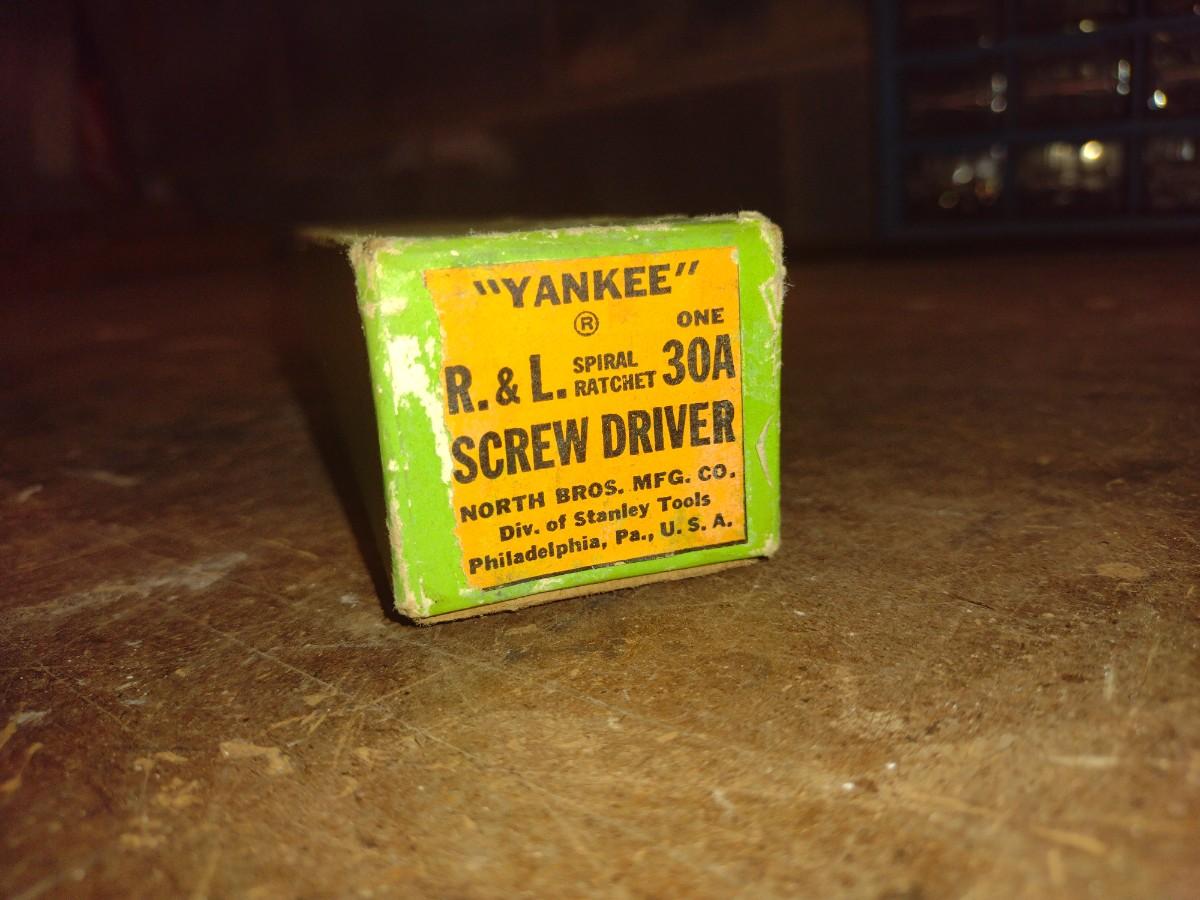 "YANKEE"
®
ONE
R. & L. SPIRAL RATCHET 30A
SCREW DRIVER
NORTH BROS. MFG. CO.
Div. of Stanley Tools
Philadelphia, Pa., U. S. A.